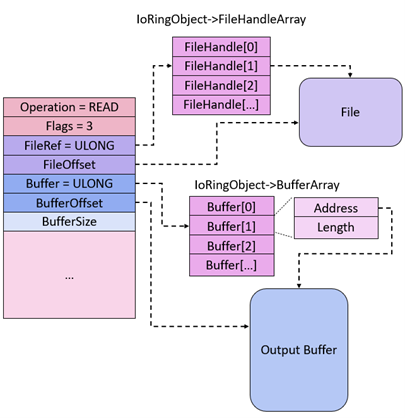 IoRingObject->FileHandleArray
FileHandle[0]
FileHandle[1]
FileHandle[2]
FileHandle[...]
File
Operation = READ
Flags = 3
FileRef = ULONG
FileOffset
Buffer = ULONG
BufferOffset
BufferSize
...
IoRingObject->BufferArray
Buffer[0]
Buffer[1]
Buffer[2]
Buffer[...]
Address
Length
Output Buffer